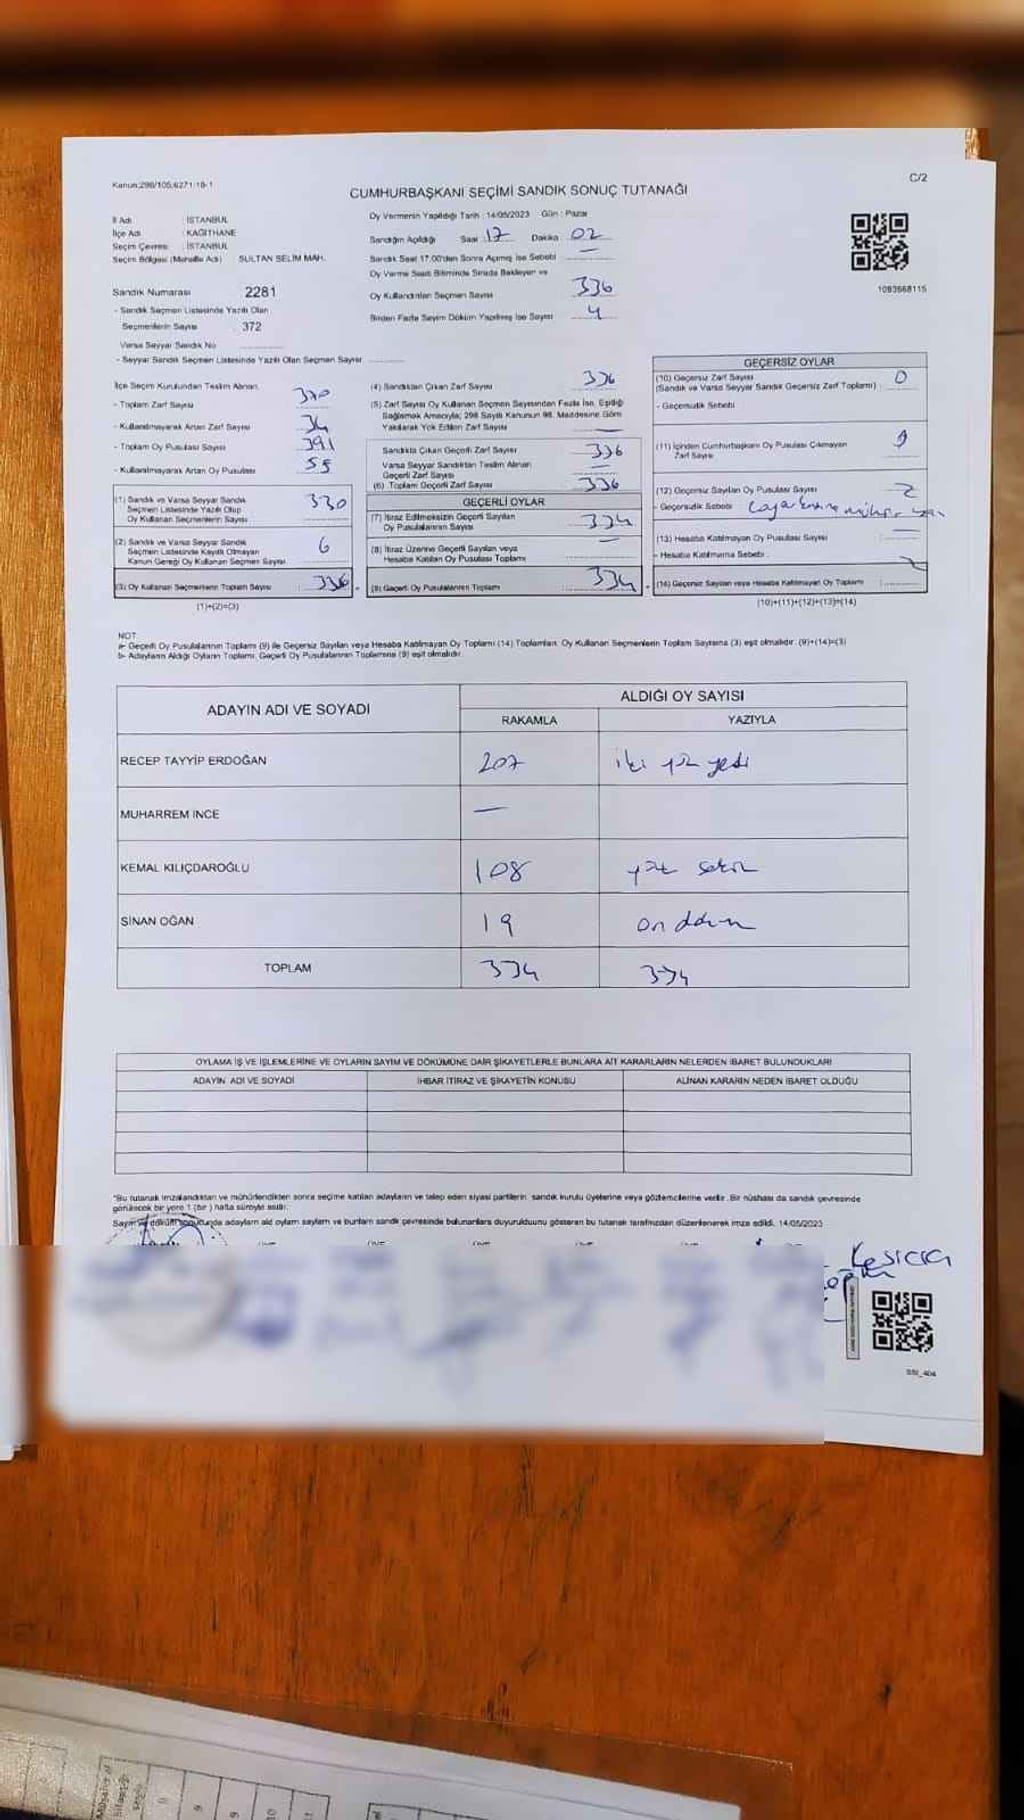 Kanun:298/105;6271/18-1
C/2
CUMHURBAŞKANI SEÇİMİ SANDIK SONUÇ TUTANAĞI
İl Adı : İSTANBUL
İlçe Adı : KAĞITHANE
Seçim Çevresi : İSTANBUL
Seçim Bölgesi (Mahalle Adı) SULTAN SELİM MAH.
Oy Vermenin Yapıldığı Tarih : 14/05/2023 Gün : Pazar
Sandığın Açıldığı Saat 17 Dakika 02
Sandık Saat 17:00'den Sonra Açılmış İse Sebebi
Oy Verme Saati Bitiminde Sırada Bekleyen ve
Oy Kullandırılan Seçmen Sayısı 336
Birden Fazla Sayım Döküm Yapılmış İse Sayısı 4
1093668115
Sandık Numarası 2281
- Sandık Seçmen Listesinde Yazılı Olan
Seçmenlerin Sayısı 372
Varsa Seyyar Sandık No
- Seyyar Sandık Seçmen Listesinde Yazılı Olan Seçmen Sayısı
İlçe Seçim Kurulundan Teslim Alınan,
- Toplam Zarf Sayısı 370
- Kullanılmayarak Artan Zarf Sayısı 34
- Toplam Oy Pusulası Sayısı 391
- Kullanılmayarak Artan Oy Pusulası 55
(1) Sandık ve Varsa Seyyar Sandık
Seçmen Listesinde Yazılı Olup
Oy Kullanan Seçmenlerin Sayısı 330
(2) Sandık ve Varsa Seyyar Sandık
Seçmen Listesinde Kayıtlı Olmayan
Kanun Gereği Oy Kullanan Seçmen Sayısı 6
(3) Oy Kullanan Seçmenlerin Toplam Sayısı 336
(1)+(2)=(3)
(4) Sandıktan Çıkan Zarf Sayısı 336
(5) Zarf Sayısı Oy Kullanan Seçmen Sayısından Fazla İse, Eşitliği
Sağlamak Amacıyla; 298 Sayılı Kanunun 98. Maddesine Göre
Yakılarak Yok Edilen Zarf Sayısı —
Sandıkta Çıkan Geçerli Zarf Sayısı 336
Varsa Seyyar Sandıktan Teslim Alınan
Geçerli Zarf Sayısı —
(6) Toplam Geçerli Zarf Sayısı 336
GEÇERLİ OYLAR
(7) İtiraz Edilmeksizin Geçerli Sayılan
Oy Pusulalarının Sayısı 334
(8) İtiraz Üzerine Geçerli Sayılan veya
Hesaba Katılan Oy Pusulası Toplamı —
(9) Geçerli Oy Pusulalarının Toplamı 334
GEÇERSİZ OYLAR
(10) Geçersiz Zarf Sayısı 0
(Sandık ve Varsa Seyyar Sandık Geçersiz Zarf Toplamı)
- Geçersizlik Sebebi
(11) İçinden Cumhurbaşkanı Oy Pusulası Çıkmayan
Zarf Sayısı
(12) Geçersiz Sayılan Oy Pusulası Sayısı 2
- Geçersizlik Sebebi
(13) Hesaba Katılmayan Oy Pusulası Sayısı
- Hesaba Katılmama Sebebi
(14) Geçersiz Sayılan veya Hesaba Katılmayan Oy Toplamı 2
(10)+(11)+(12)+(13)=(14)
NOT:
a- Geçerli Oy Pusulalarının Toplamı (9) ile Geçersiz Sayılan veya Hesaba Katılmayan Oy Toplamı (14) Toplamları, Oy Kullanan Seçmenlerin Toplam Sayısına (3) eşit olmalıdır. (9)+(14)=(3)
b- Adayların Aldığı Oyların Toplamı, Geçerli Oy Pusulalarının Toplamına (9) eşit olmalıdır.
ADAYIN ADI VE SOYADI ALDIĞI OY SAYISI
RAKAMLA YAZIYLA
RECEP TAYYİP ERDOĞAN 207 iki yüz yedi
MUHARREM İNCE —
KEMAL KILIÇDAROĞLU 108 yüz sekiz
SİNAN OĞAN 19 on dokuz
TOPLAM 334 334
OYLAMA İŞ VE İŞLEMLERİNE VE OYLARIN SAYIM VE DÖKÜMÜNE DAİR ŞİKAYETLERLE BUNLARA AİT KARARLARIN NELERDEN İBARET BULUNDUKLARI
ADAYIN ADI VE SOYADI İHBAR İTİRAZ VE ŞİKAYETİN KONUSU ALINAN KARARIN NEDEN İBARET OLDUĞU
"Bu tutanak imzalandıktan ve mühürlendikten sonra seçime katılan adayların ve talep eden siyasi partilerin, sandık kurulu üyelerine veya gözlemcilerine verilir. Bir nüshası da sandık çevresinde
görülecek bir yere 1 (bir ) hafta süreyle asılır.
Sayım ve döküm sonucunda adayların aldığı oyların sayıları ve bunların sandık çevresinde bulunanlara duyurulduğunu gösteren bu tutanak tarafımızdan düzenlenerek imza edildi. 14/05/2023